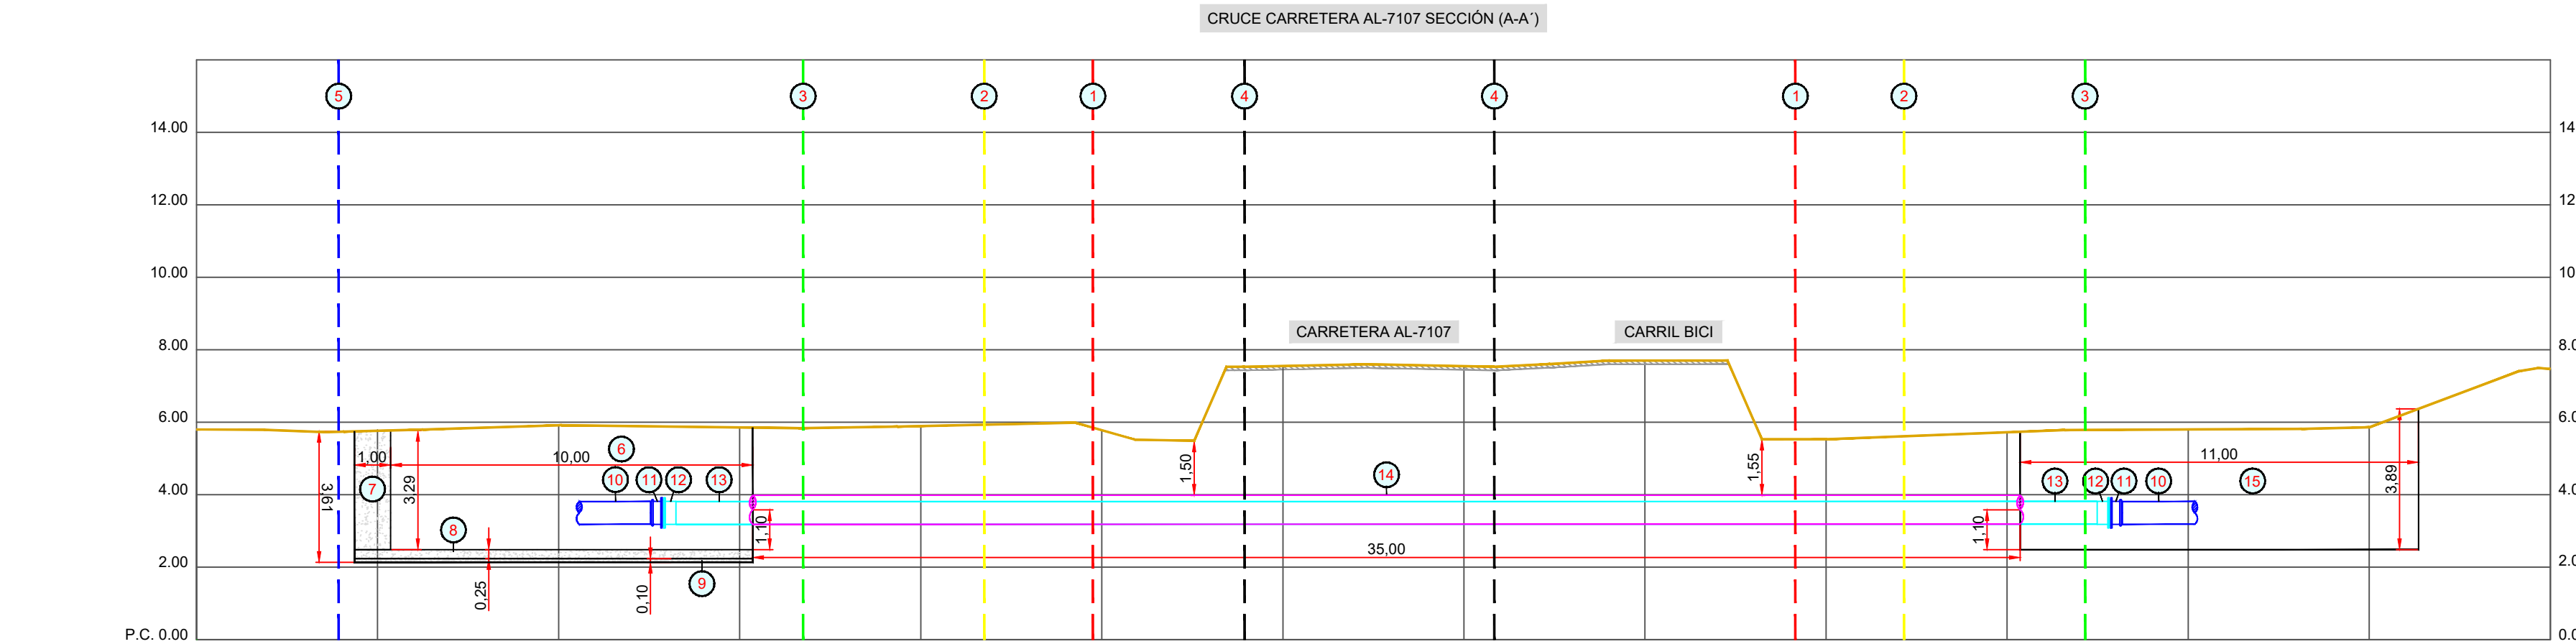 CRUCE CARRETERA AL-7107 SECCIÓN (A-A´)
5 3 2 1 4 4 1 2 3
14.00 14
12.00 12
10.00 10
CARRETERA AL-7107 CARRIL BICI
8.00 8.0
6.00 6.0
6
1,00 10,00 1,50 1,55 11,00
10 11 12 13 14 13 12 11 10 15
7 3,29 3,61 3,89
4.00 4.0
8 1,10 1,10
35,00
2.00 2.0
0,25 0,10 9
P.C. 0.00 0.0